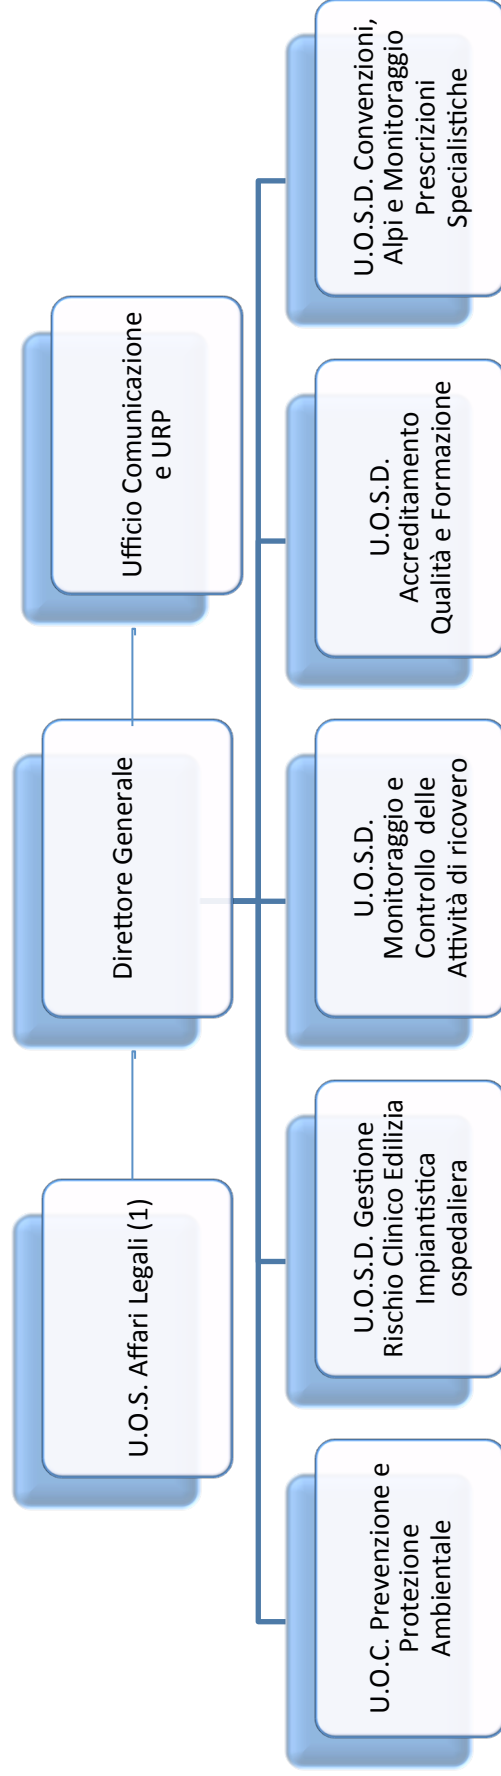 U.O.S. Affari Legali (1)
Direttore Generale
Ufficio Comunicazione
e URP
U.O.C. Prevenzione e
Protezione
Ambientale
U.O.S.D. Gestione
Rischio Clinico Edilizia
Impiantistica
ospedaliera
U.O.S.D.
Monitoraggio e
Controllo delle
Attività di ricovero
U.O.S.D.
Accreditamento
Qualità e Formazione
U.O.S.D. Convenzioni,
Alpi e Monitoraggio
Prescrizioni
Specialistiche